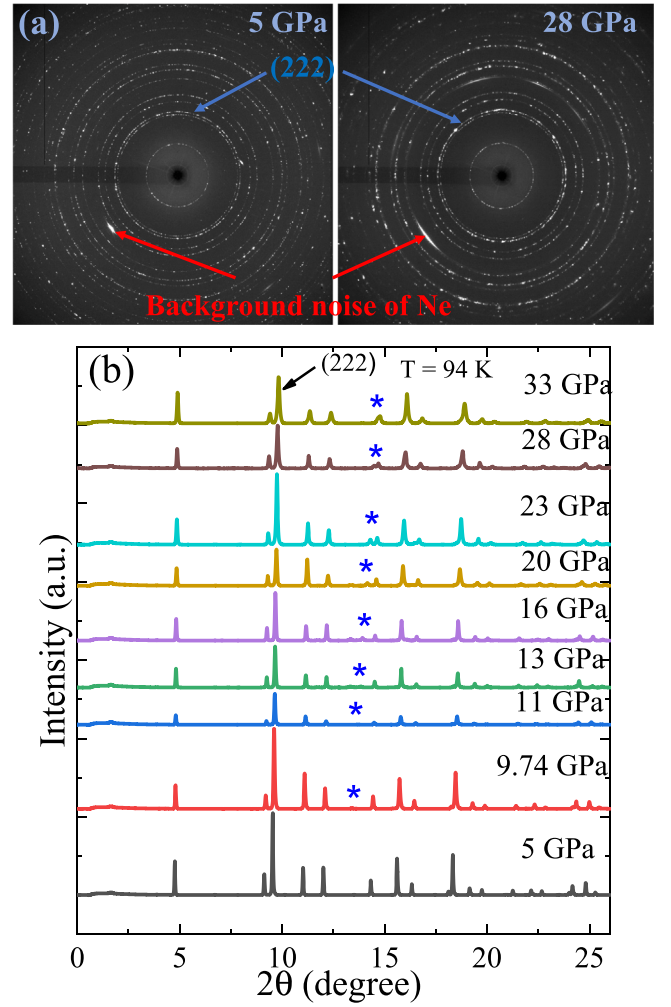 (a) 5 GPa 28 GPa
(222)
Background noise of Ne
(b) (222) T = 94 K
33 GPa
*
28 GPa
*
23 GPa
*
20 GPa
*
16 GPa
*
13 GPa
*
11 GPa
*
9.74 GPa
*
5 GPa
Intensity (a.u.)
0 5 10 15 20 25
2θ (degree)